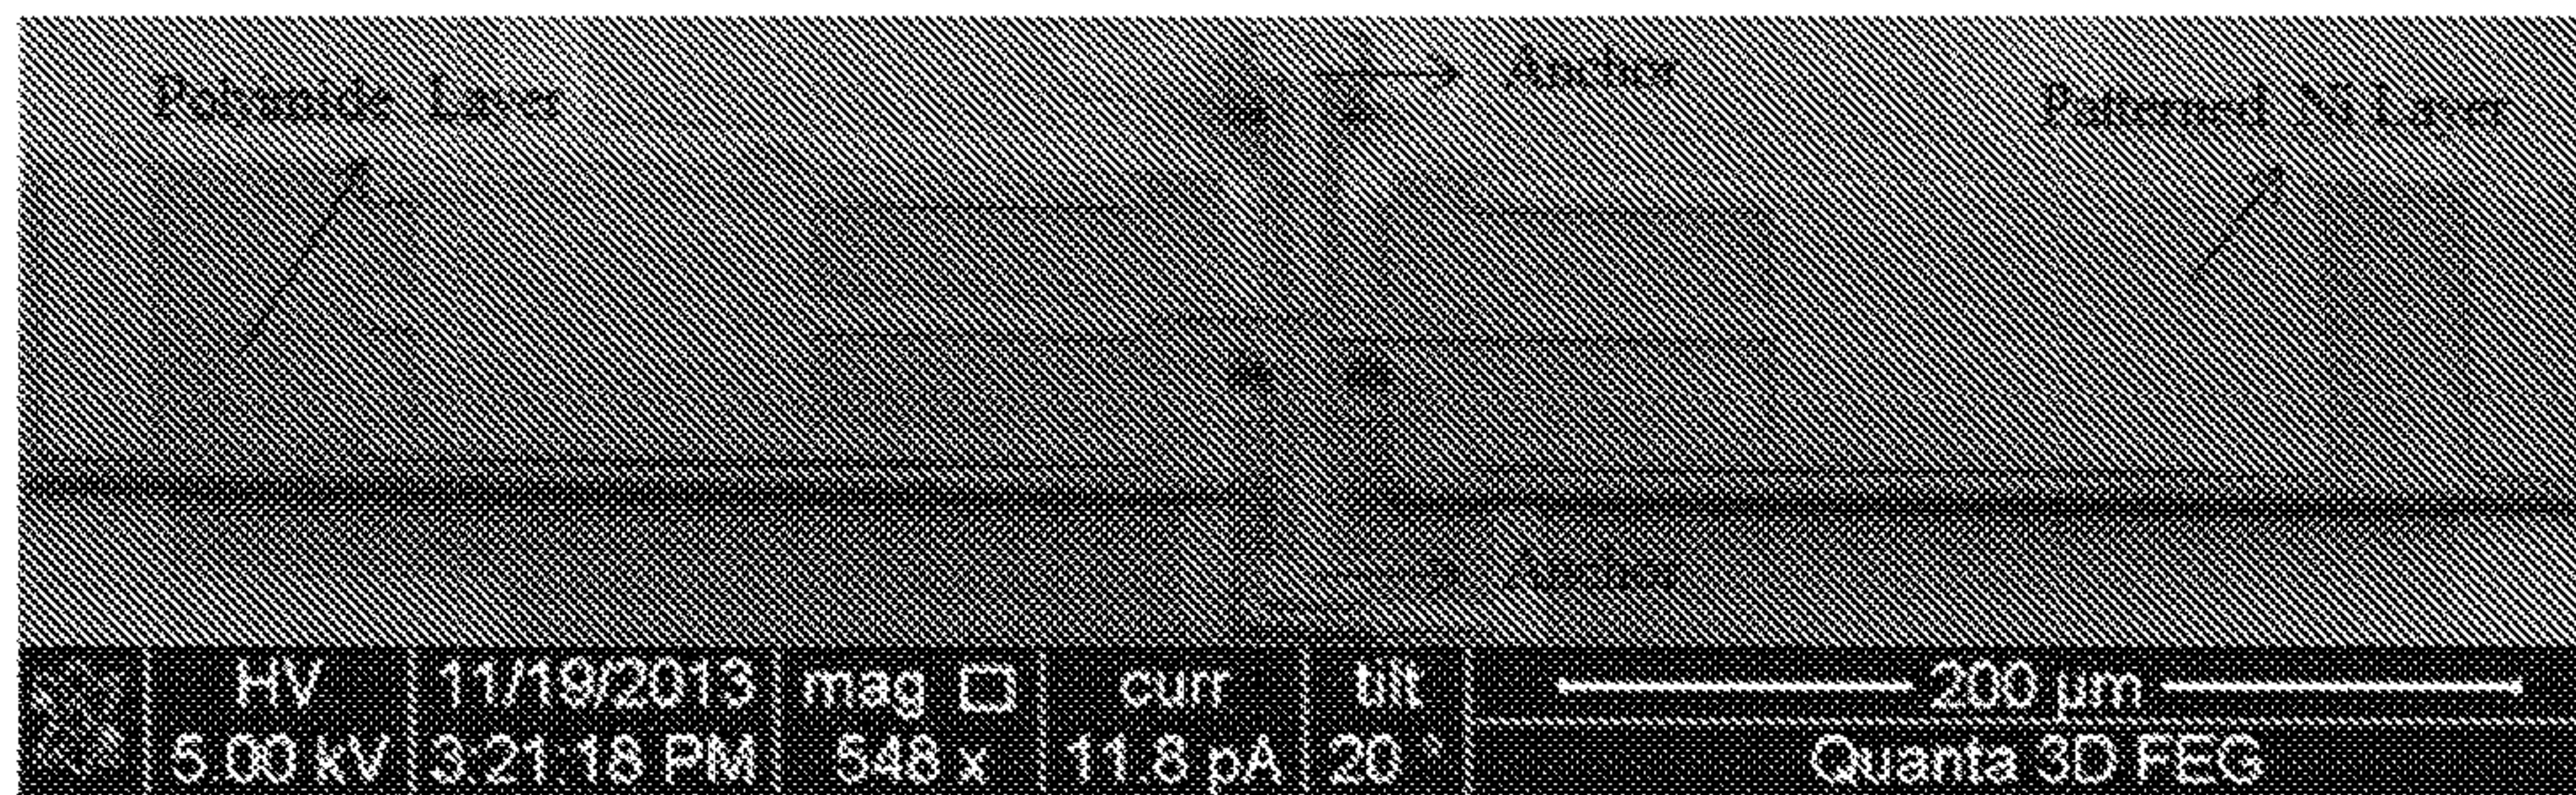 Anchor
Polyimide Layer
Patterned Ni Layer
Anchor
HV
5.00 kV
11/19/2013
3:21:18 PM
mag
548 x
curr
11.8 pA
tilt
20 °
200 µm
Quanta 3D FEG